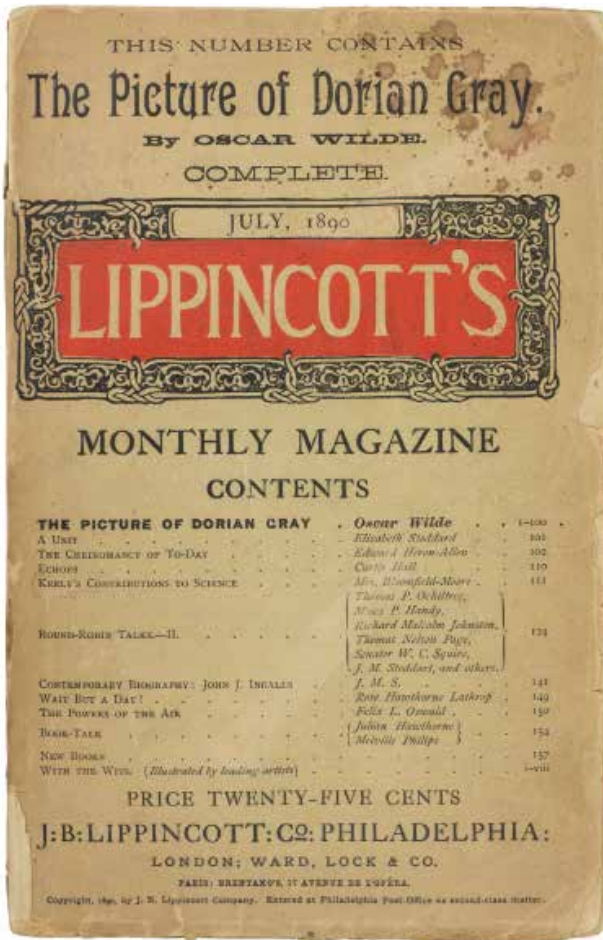 THIS NUMBER CONTAINS
The Picture of Dorian Gray.
By OSCAR WILDE.
COMPLETE.
JULY, 1890
LIPPINCOTT'S
MONTHLY MAGAZINE
CONTENTS
THE PICTURE OF DORIAN GRAY . Oscar Wilde . . 1-100 .
A UNIT . . . . . . . Elizabeth Stoddard . 101
THE CHEIROMANCY OF TO-DAY . . . . Edward Heron-Allen . 102
ECHOES . . . . . . . Curtis Hall . . 110
KEELY'S CONTRIBUTIONS TO SCIENCE . . . Mrs. Bloomfield-Moore . 111
Thomas P. Ochiltree,
Moses P. Handy,
Richard Malcolm Johnston,
ROUND-ROBIN TALKS.—II. . . . . . Thomas Nelson Page, 124
Senator W. C. Squire,
J. M. Stoddart, and others.
CONTEMPORARY BIOGRAPHY: JOHN J. INGALLS . . J. M. S. . . 141
WAIT BUT A DAY! . . . . . . Rose Hawthorne Lathrop . 149
THE POWERS OF THE AIR . . . . . Felix L. Oswald . . 150
BOOK-TALK . . . . . . . Julian Hawthorne 154
Melville Philips
NEW BOOKS . . . . . . . . . . 157
WITH THE WITS. (Illustrated by leading artists) . . . . . i-viii
PRICE TWENTY-FIVE CENTS
J:B:LIPPINCOTT:CO:PHILADELPHIA:
LONDON; WARD, LOCK & CO.
PARIS: BRENTANO'S, 17 AVENUE DE L'OPÉRA.
Copyright, 1890, by J. B. Lippincott Company. Entered at Philadelphia Post-Office as second-class matter.